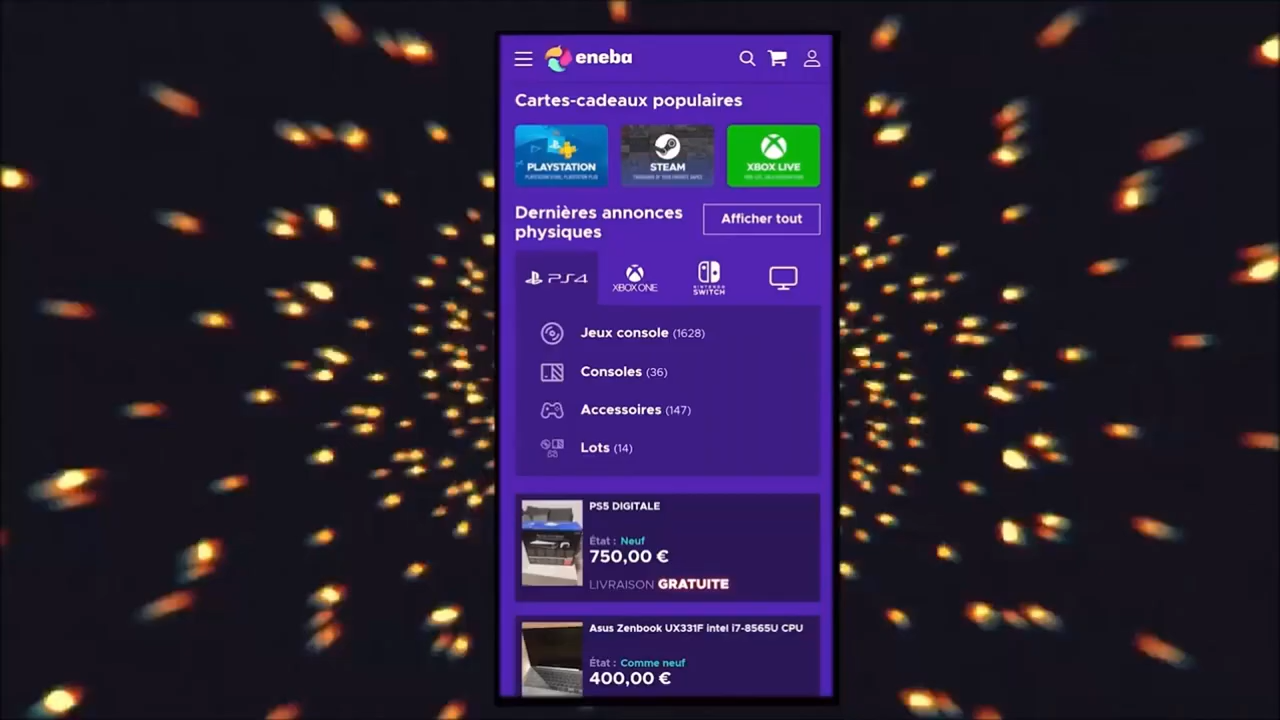 eneba
Cartes-cadeaux populaires
PLAYSTATION
STEAM
XBOX LIVE
Dernières annonces
physiques
Afficher tout
PS4
XBOX ONE
NINTENDO
SWITCH
Jeux console (1628)
Consoles (36)
Accessoires (147)
Lots (14)
PS5 DIGITALE
État : Neuf
750,00 €
LIVRAISON GRATUITE
Asus Zenbook UX331F intel i7-8565U CPU
État : Comme neuf
400,00 €